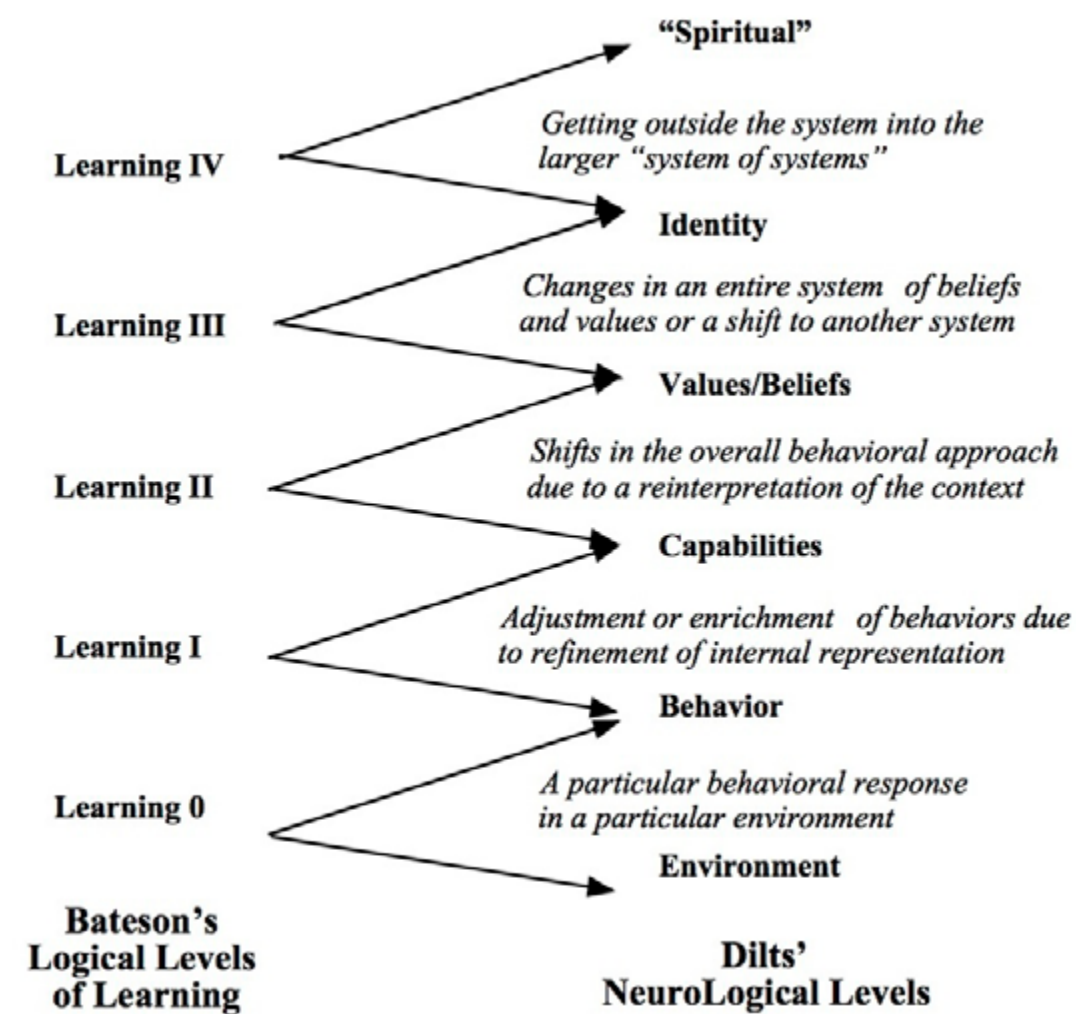 “Spiritual”
Getting outside the system into the
larger “system of systems”
Learning IV
Identity
Changes in an entire system of beliefs
and values or a shift to another system
Learning III
Values/Beliefs
Shifts in the overall behavioral approach
due to a reinterpretation of the context
Learning II
Capabilities
Adjustment or enrichment of behaviors due
to refinement of internal representation
Learning I
Behavior
A particular behavioral response
in a particular environment
Learning 0
Environment
Bateson’s
Logical Levels
of Learning
Dilts’
NeuroLogical Levels